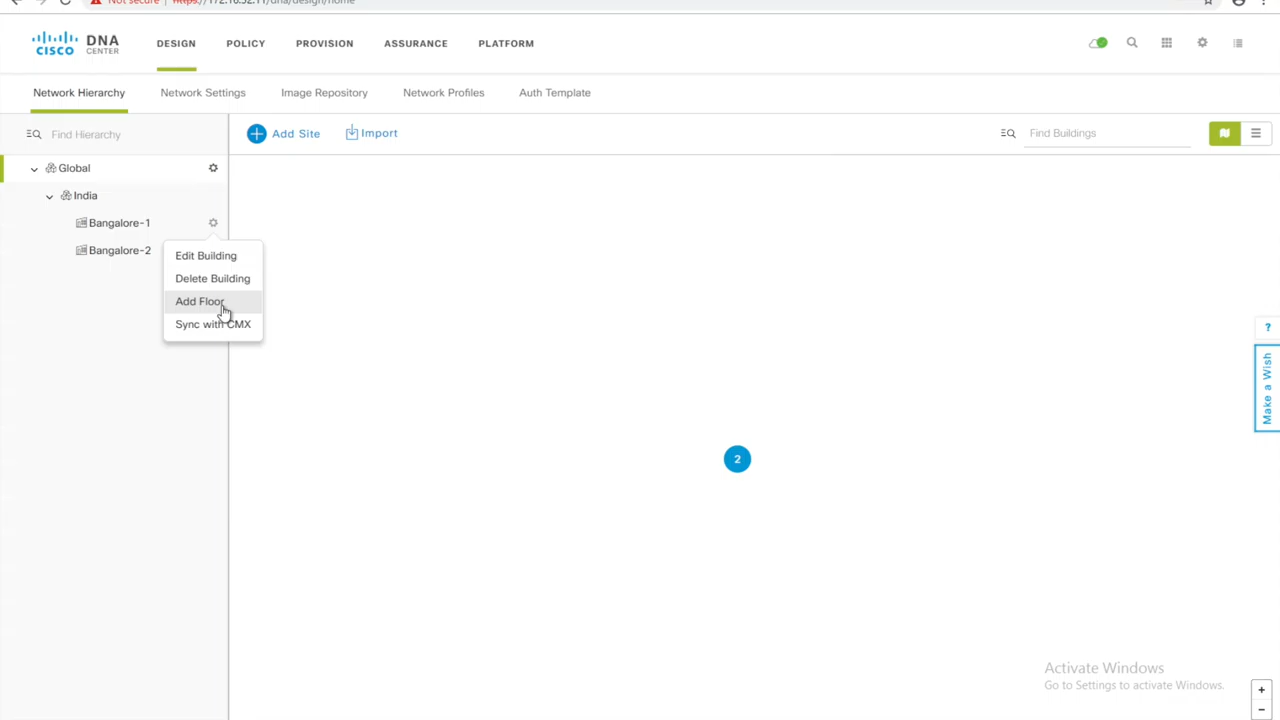 Not secure https://172.16.52.11/dna/design/home
CISCO DNA CENTER
DESIGN POLICY PROVISION ASSURANCE PLATFORM
Network Hierarchy Network Settings Image Repository Network Profiles Auth Template
Find Hierarchy
Add Site Import Find Buildings
Global
India
Bangalore-1
Bangalore-2
Edit Building
Delete Building
Add Floor
Sync with CMX
?
Make a Wish
2
Activate Windows
Go to Settings to activate Windows.
+
−